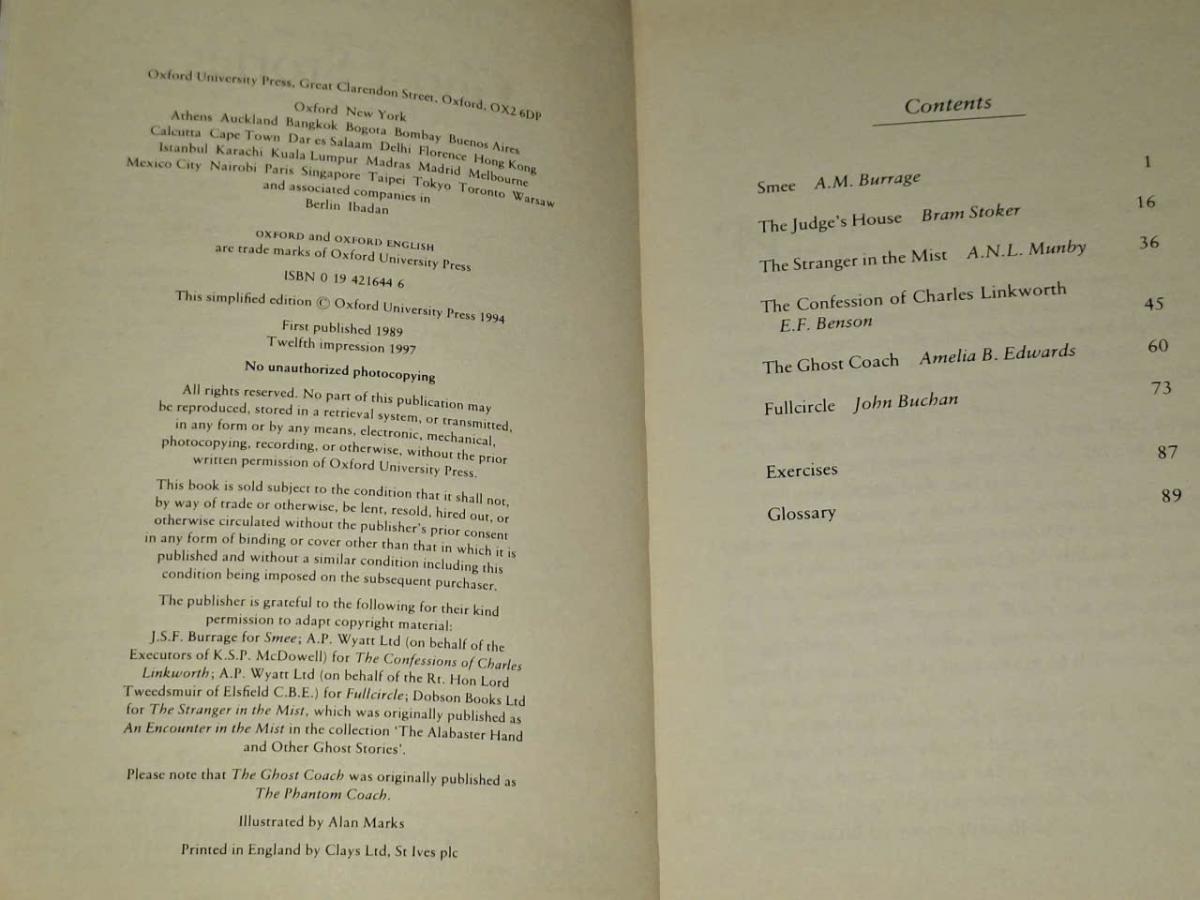 Oxford University Press, Great Clarendon Street, Oxford, OX2 6DP
Oxford New York
Athens Auckland Bangkok Bogota Bombay Buenos Aires
Calcutta Cape Town Dar es Salaam Delhi Florence Hong Kong
Istanbul Karachi Kuala Lumpur Madras Madrid Melbourne
Mexico City Nairobi Paris Singapore Taipei Tokyo Toronto Warsaw
and associated companies in
Berlin Ibadan
OXFORD and OXFORD ENGLISH
are trade marks of Oxford University Press
ISBN 0 19 421644 6
This simplified edition © Oxford University Press 1994
First published 1989
Twelfth impression 1997
No unauthorized photocopying
All rights reserved. No part of this publication may
be reproduced, stored in a retrieval system, or transmitted,
in any form or by any means, electronic, mechanical,
photocopying, recording, or otherwise, without the prior
written permission of Oxford University Press.
This book is sold subject to the condition that it shall not,
by way of trade or otherwise, be lent, resold, hired out, or
otherwise circulated without the publisher's prior consent
in any form of binding or cover other than that in which it is
published and without a similar condition including this
condition being imposed on the subsequent purchaser.
The publisher is grateful to the following for their kind
permission to adapt copyright material:
J.S.F. Burrage for Smee; A.P. Wyatt Ltd (on behalf of the
Executors of K.S.P. McDowell) for The Confessions of Charles
Linkworth; A.P. Wyatt Ltd (on behalf of the Rt. Hon Lord
Tweedsmuir of Elsfield C.B.E.) for Fullcircle; Dobson Books Ltd
for The Stranger in the Mist, which was originally published as
An Encounter in the Mist in the collection 'The Alabaster Hand
and Other Ghost Stories'.
Please note that The Ghost Coach was originally published as
The Phantom Coach.
Illustrated by Alan Marks
Printed in England by Clays Ltd, St Ives plc
Contents
Smee A.M. Burrage 1
The Judge's House Bram Stoker 16
The Stranger in the Mist A.N.L. Munby 36
The Confession of Charles Linkworth
E.F. Benson 45
The Ghost Coach Amelia B. Edwards 60
Fullcircle John Buchan 73
Exercises 87
Glossary 89